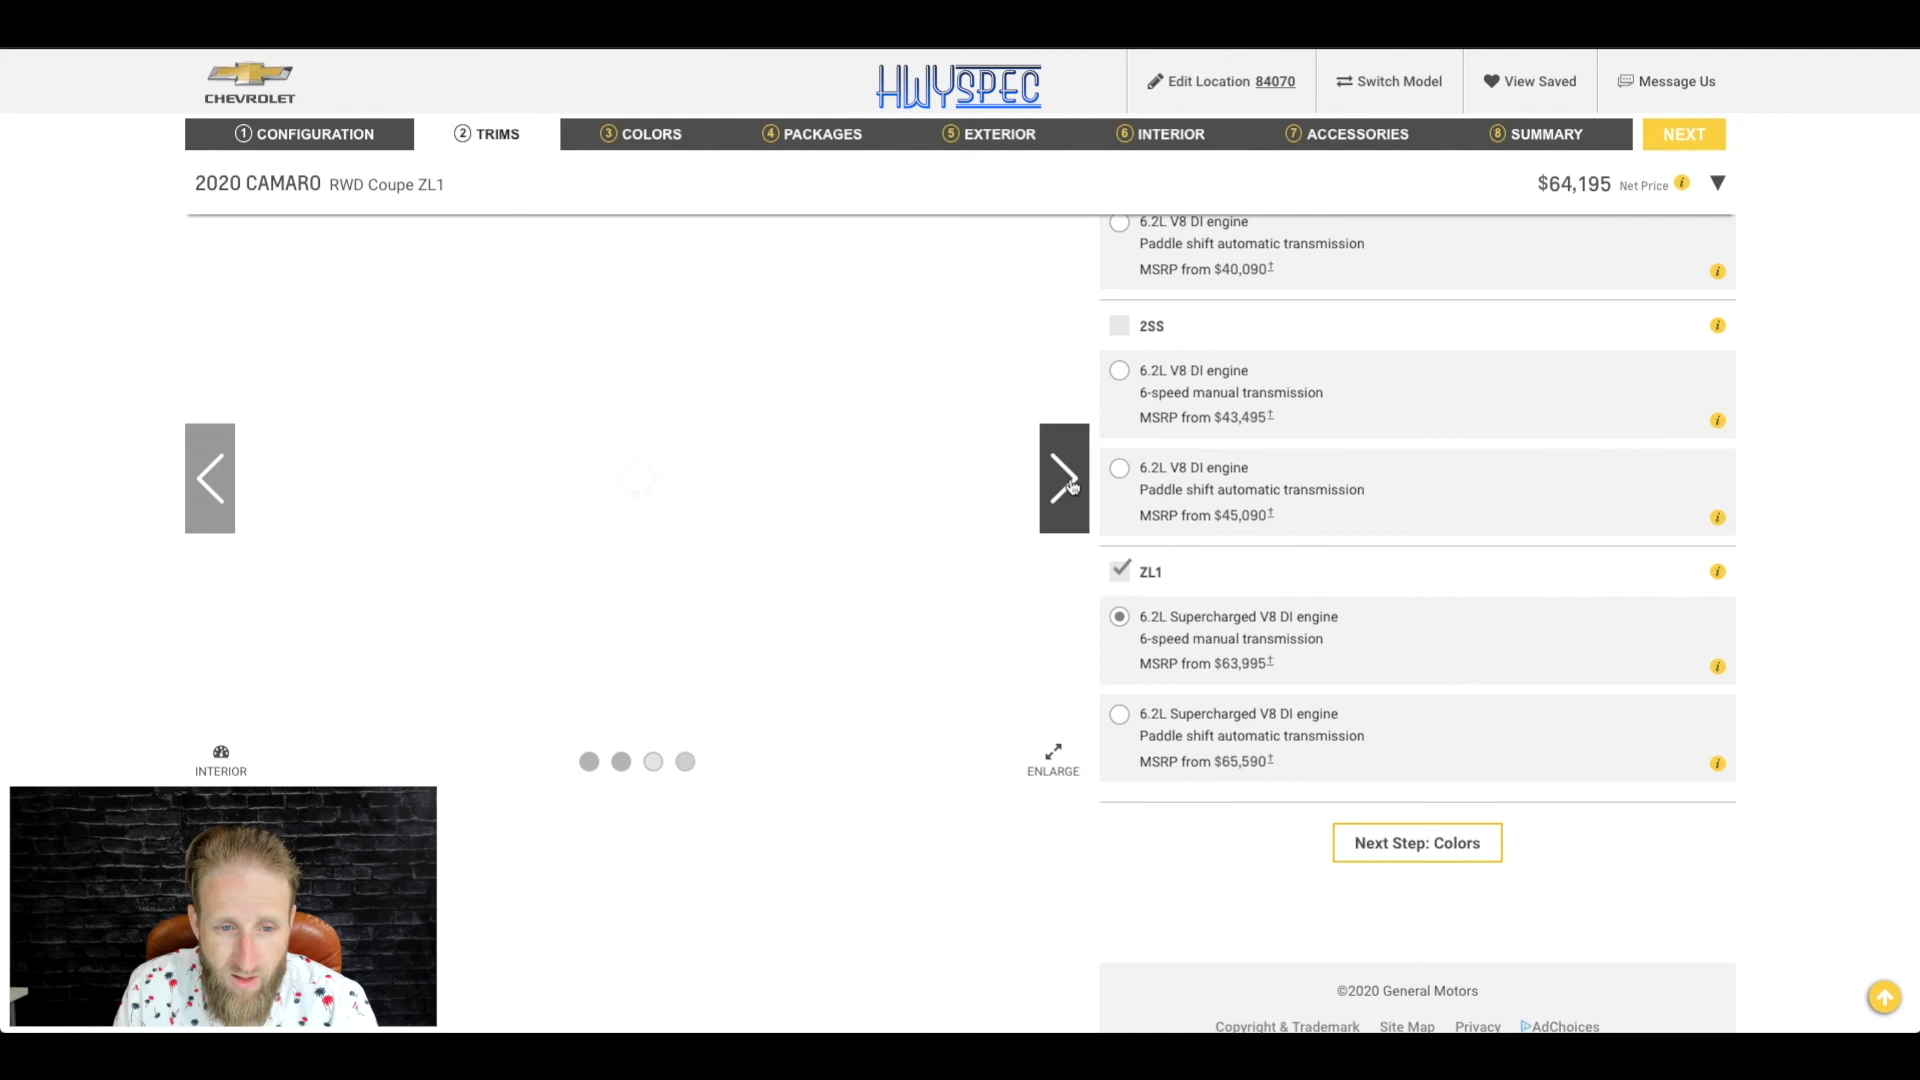 CHEVROLET
HWYSPEC
Edit Location 84070
Switch Model
View Saved
Message Us
1 CONFIGURATION
2 TRIMS
3 COLORS
4 PACKAGES
5 EXTERIOR
6 INTERIOR
7 ACCESSORIES
8 SUMMARY
NEXT
2020 CAMARO RWD Coupe ZL1
$64,195 Net Price i
6.2L V8 DI engine
Paddle shift automatic transmission
MSRP from $40,090†
i
2SS
i
6.2L V8 DI engine
6-speed manual transmission
MSRP from $43,495†
i
6.2L V8 DI engine
Paddle shift automatic transmission
MSRP from $45,090†
i
ZL1
i
6.2L Supercharged V8 DI engine
6-speed manual transmission
MSRP from $63,995†
i
6.2L Supercharged V8 DI engine
Paddle shift automatic transmission
MSRP from $65,590†
i
INTERIOR
ENLARGE
Next Step: Colors
©2020 General Motors
Copyright & Trademark Site Map Privacy AdChoices